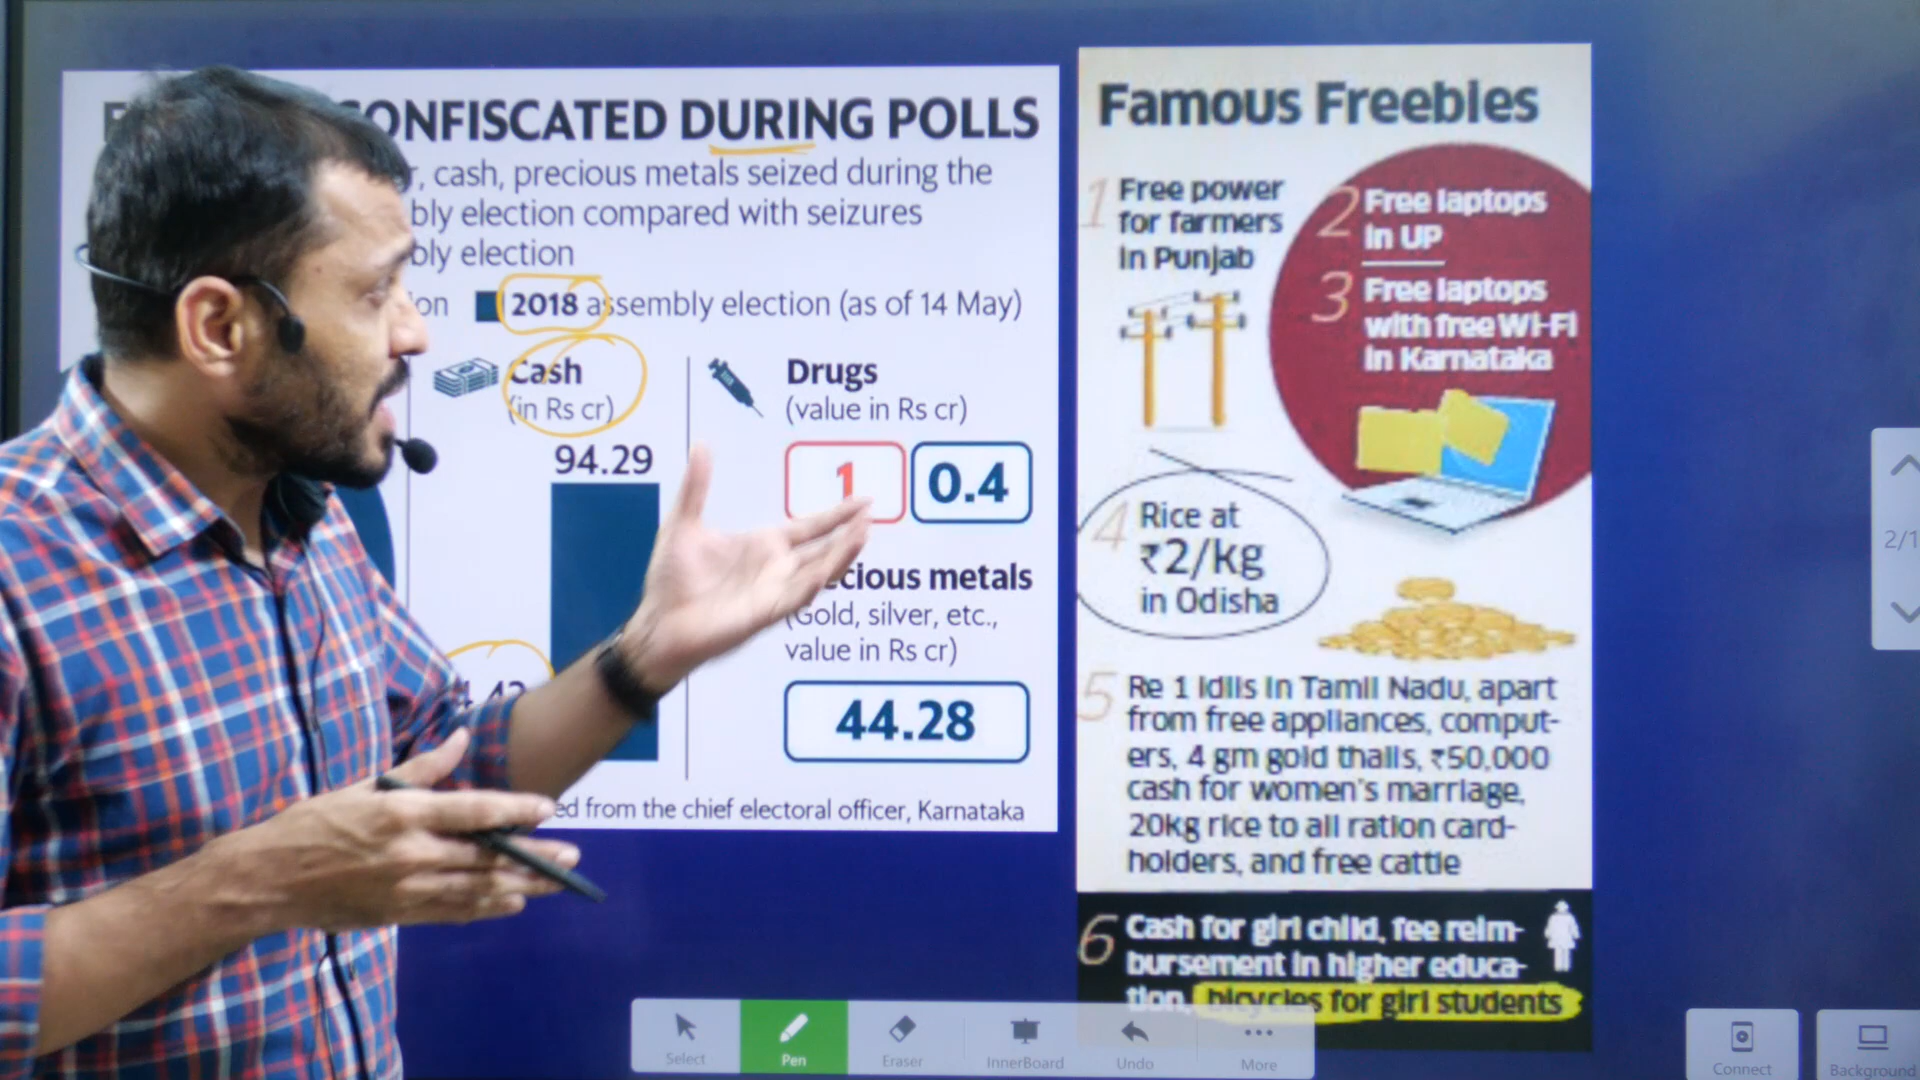 CONFISCATED DURING POLLS
cash, precious metals seized during the
election compared with seizures
election
2018 assembly election (as of 14 May)
Cash
(in Rs cr)
94.29
Drugs
(value in Rs cr)
1
0.4
metals
(Gold, silver, etc.,
value in Rs cr)
44.28
from the chief electoral officer, Karnataka
Famous Freebies
1 Free power
for farmers
in Punjab
2 Free laptops
in UP
3 Free laptops
with free Wi-Fi
in Karnataka
4 Rice at
₹2/kg
in Odisha
5 Re 1 idlis in Tamil Nadu, apart
from free appliances, comput-
ers, 4 gm gold thalis, ₹50,000
cash for women's marriage,
20kg rice to all ration card-
holders, and free cattle
6 Cash for girl child, fee reim-
bursement in higher educa-
tion, bicycles for girl students
2/1
Select
Pen
Eraser
InnerBoard
Undo
More
Connect
Background